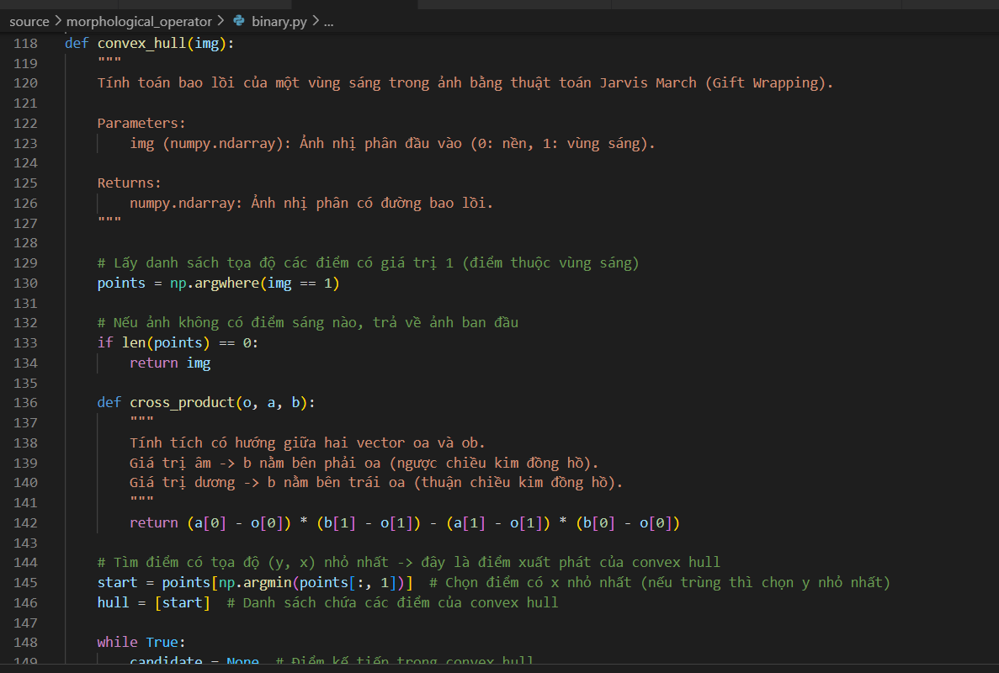 source > morphological_operator > binary.py > ...
118 def convex_hull(img):
119     """
120     Tính toán bao lồi của một vùng sáng trong ảnh bằng thuật toán Jarvis March (Gift Wrapping).
121
122     Parameters:
123         img (numpy.ndarray): Ảnh nhị phân đầu vào (0: nền, 1: vùng sáng).
124
125     Returns:
126         numpy.ndarray: Ảnh nhị phân có đường bao lồi.
127     """
128
129     # Lấy danh sách tọa độ các điểm có giá trị 1 (điểm thuộc vùng sáng)
130     points = np.argwhere(img == 1)
131
132     # Nếu ảnh không có điểm sáng nào, trả về ảnh ban đầu
133     if len(points) == 0:
134         return img
135
136     def cross_product(o, a, b):
137         """
138         Tính tích có hướng giữa hai vector oa và ob.
139         Giá trị âm -> b nằm bên phải oa (ngược chiều kim đồng hồ).
140         Giá trị dương -> b nằm bên trái oa (thuận chiều kim đồng hồ).
141         """
142         return (a[0] - o[0]) * (b[1] - o[1]) - (a[1] - o[1]) * (b[0] - o[0])
143
144     # Tìm điểm có tọa độ (y, x) nhỏ nhất -> đây là điểm xuất phát của convex hull
145     start = points[np.argmin(points[:, 1])]  # Chọn điểm có x nhỏ nhất (nếu trùng thì chọn y nhỏ nhất)
146     hull = [start]  # Danh sách chứa các điểm của convex hull
147
148     while True:
149         candidate = None  # Điểm kế tiếp trong convex hull